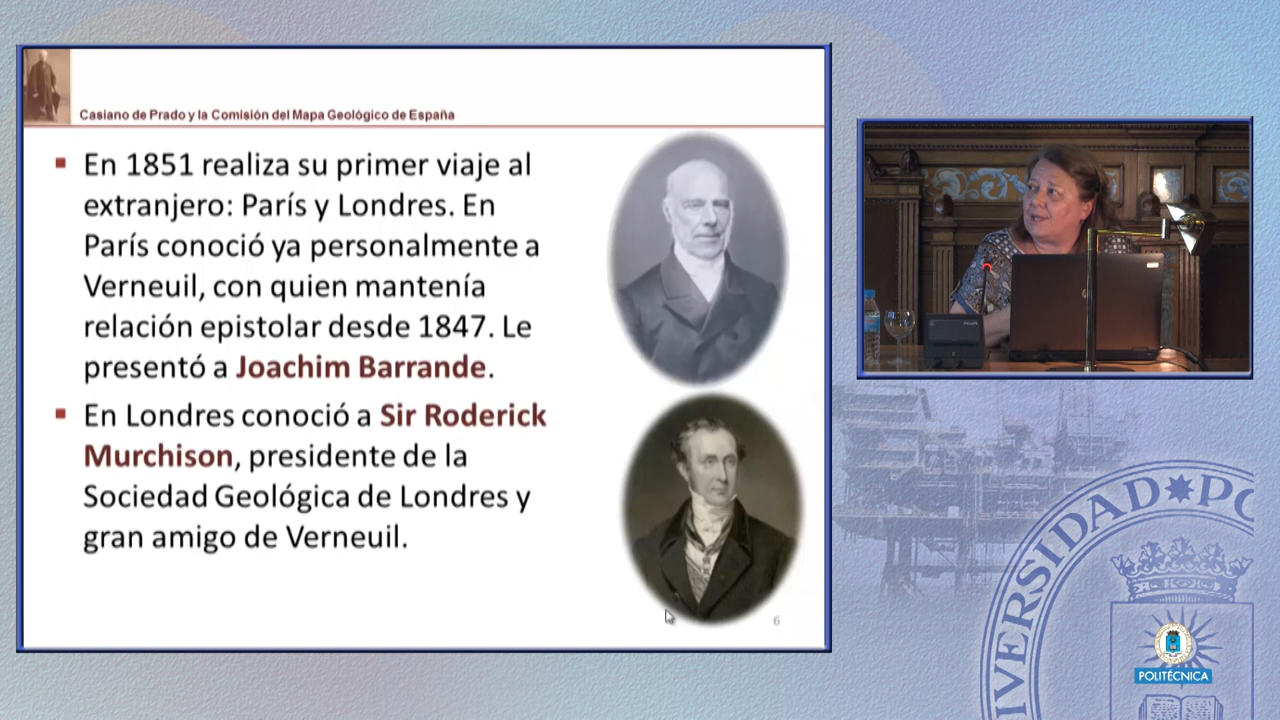 Casiano de Prado y la Comisión del Mapa Geológico de España
▪ En 1851 realiza su primer viaje al
extranjero: París y Londres. En
París conoció ya personalmente a
Verneuil, con quien mantenía
relación epistolar desde 1847. Le
presentó a Joachim Barrande.
▪ En Londres conoció a Sir Roderick
Murchison, presidente de la
Sociedad Geológica de Londres y
gran amigo de Verneuil.
6
IVERSIDAD PO
POLITÉCNICA